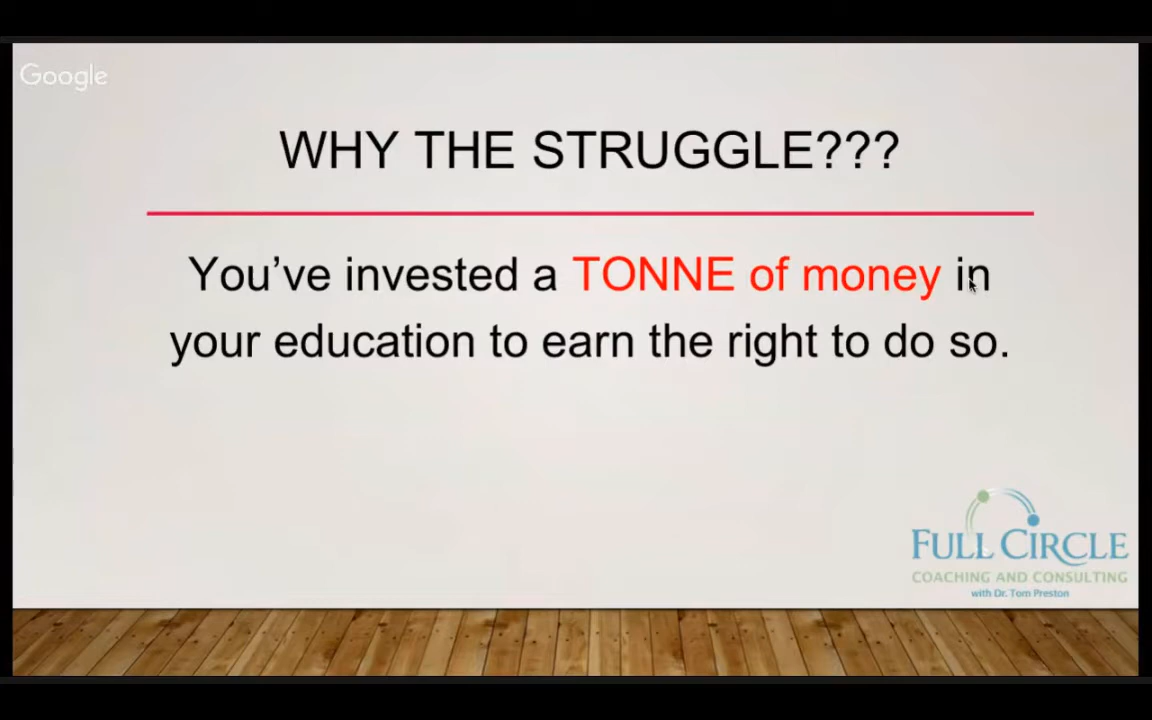 Google
WHY THE STRUGGLE???
You’ve invested a TONNE of money in
your education to earn the right to do so.
FULL CIRCLE
COACHING AND CONSULTING
with Dr. Tom Preston